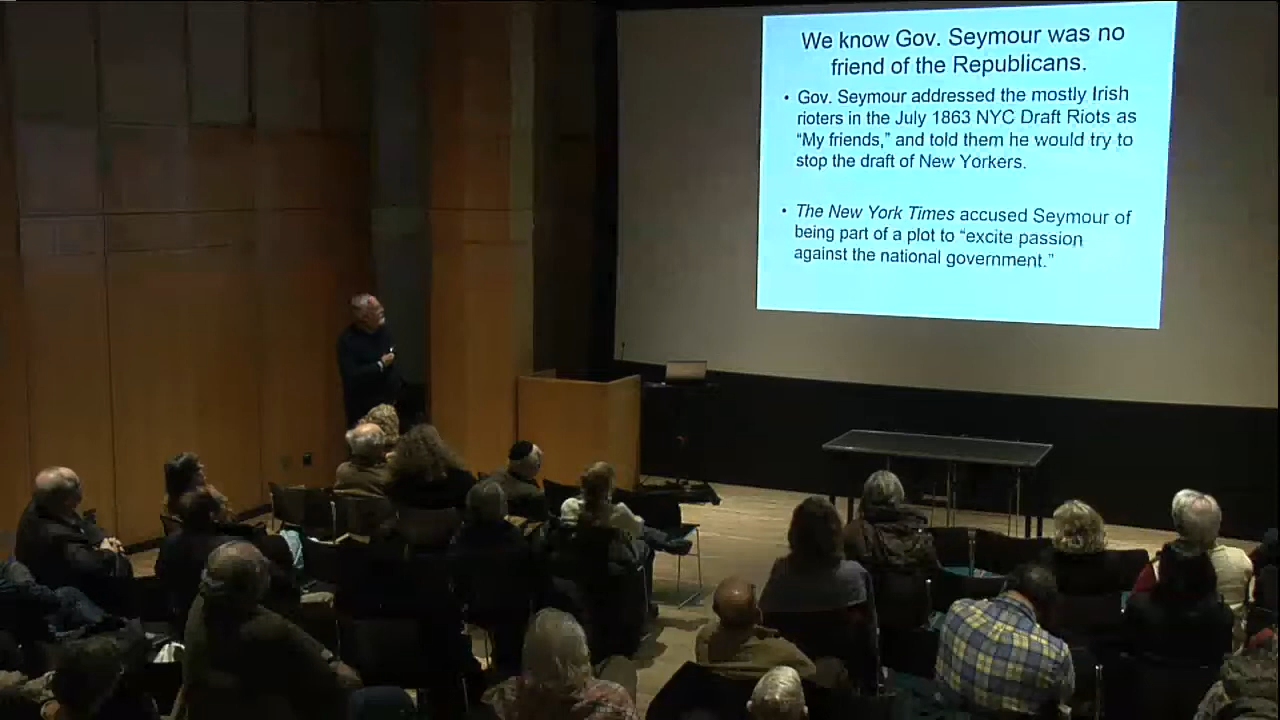 We know Gov. Seymour was no
friend of the Republicans.
• Gov. Seymour addressed the mostly Irish
rioters in the July 1863 NYC Draft Riots as
“My friends,” and told them he would try to
stop the draft of New Yorkers.
• The New York Times accused Seymour of
being part of a plot to “excite passion
against the national government.”